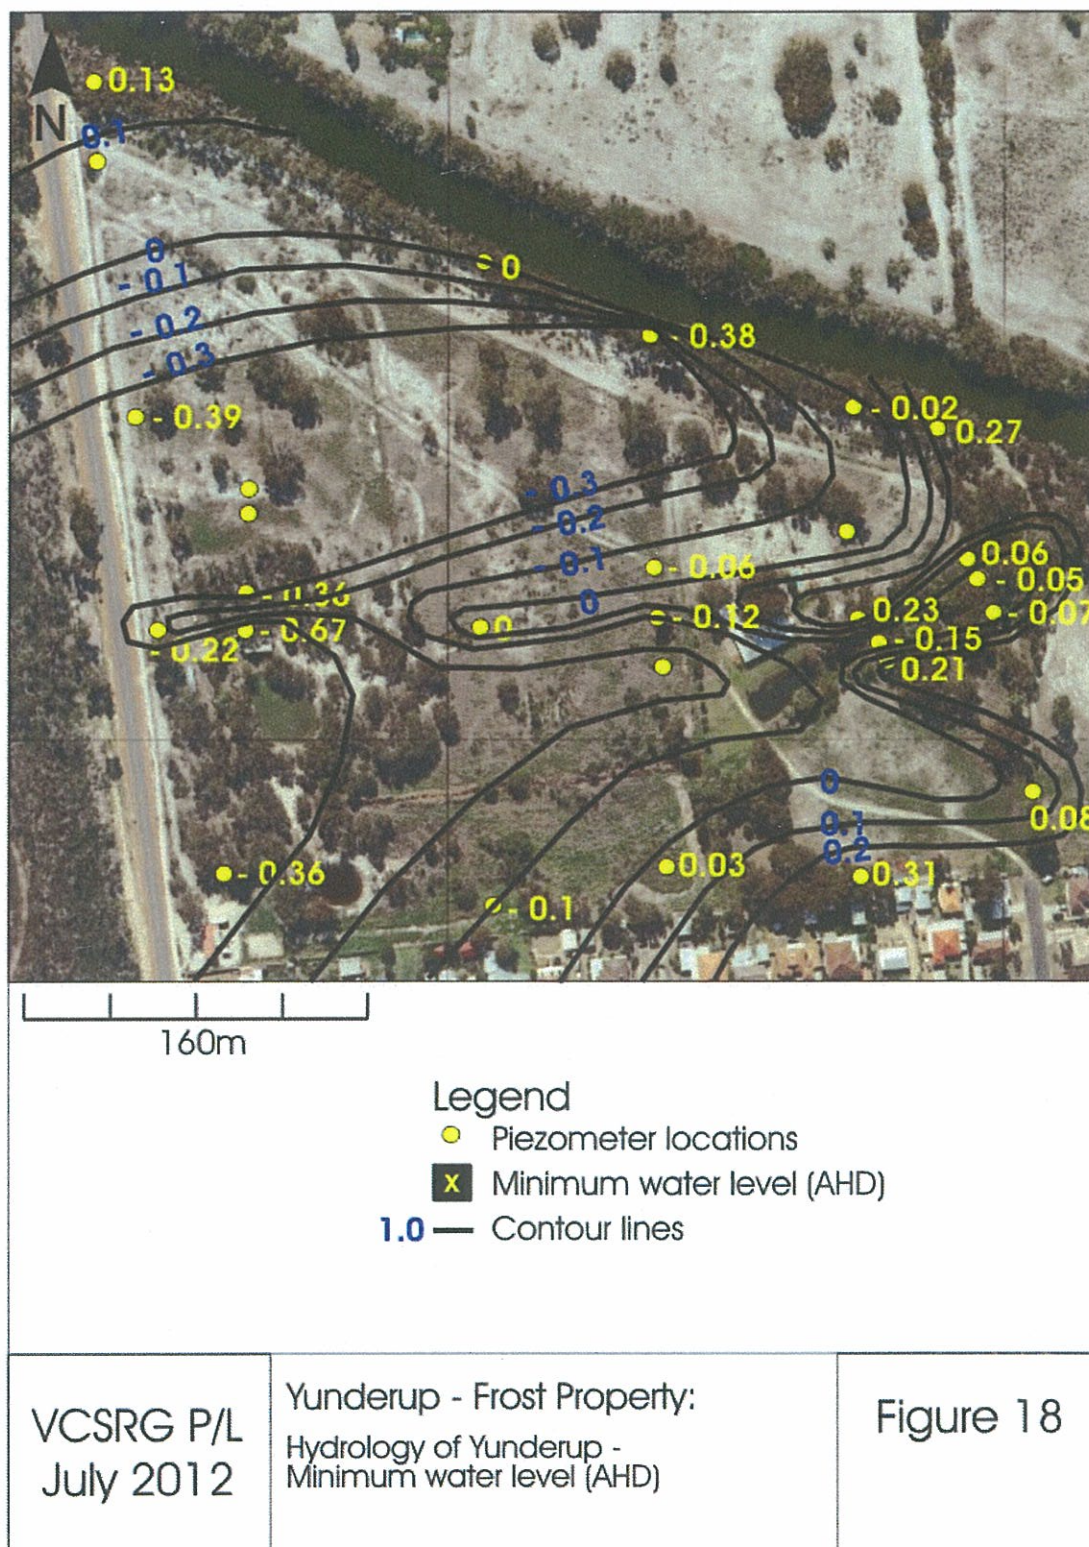 0.13
N
0.1
0
0
- 0.1
- 0.2
- 0.38
- 0.3
- 0.39
- 0.02
0.27
- 0.3
- 0.2
- 0.1
0.06
- 0.06
- 0.05
- 0.36
0
- 0.07
- 0.12
0.23
0
- 0.67
- 0.15
- 0.22
0.21
0
0.08
0.1
0.2
0.03
0.31
- 0.36
- 0.1
160m
Legend
Piezometer locations
x Minimum water level (AHD)
1.0 Contour lines
VCSRG P/L
July 2012
Yunderup - Frost Property:
Hydrology of Yunderup -
Minimum water level (AHD)
Figure 18